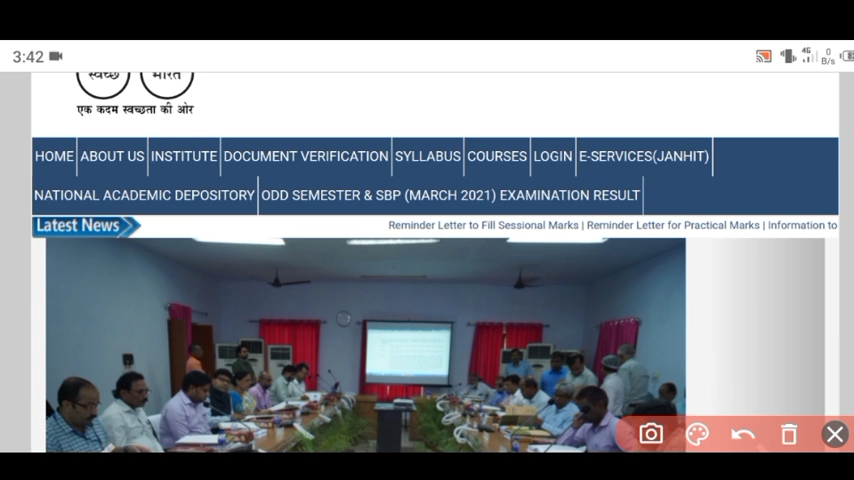 3:42
4G
0
B/s
स्वच्छ भारत
एक कदम स्वच्छता की ओर
HOME ABOUT US INSTITUTE DOCUMENT VERIFICATION SYLLABUS COURSES LOGIN E-SERVICES(JANHIT)
NATIONAL ACADEMIC DEPOSITORY ODD SEMESTER & SBP (MARCH 2021) EXAMINATION RESULT
Latest News Reminder Letter to Fill Sessional Marks | Reminder Letter for Practical Marks | Information to